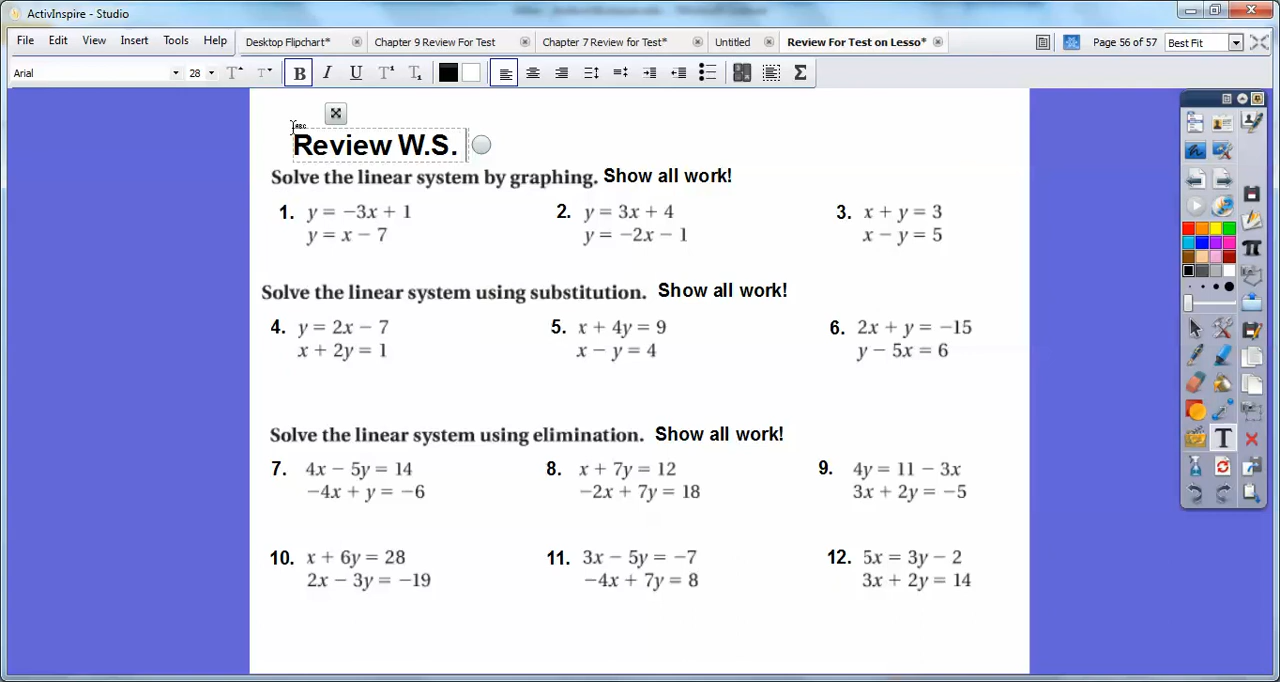 ActivInspire - Studio
File Edit View Insert Tools Help
Desktop Flipchart* Chapter 9 Review For Test Chapter 7 Review for Test* Untitled Review For Test on Lesso*
Page 56 of 57 Best Fit
Arial 28 B I U T T Σ
Review W.S.
Solve the linear system by graphing. Show all work!
1. y = −3x + 1 2. y = 3x + 4 3. x + y = 3
y = x − 7 y = −2x − 1 x − y = 5
Solve the linear system using substitution. Show all work!
4. y = 2x − 7 5. x + 4y = 9 6. 2x + y = −15
x + 2y = 1 x − y = 4 y − 5x = 6
Solve the linear system using elimination. Show all work!
7. 4x − 5y = 14 8. x + 7y = 12 9. 4y = 11 − 3x
−4x + y = −6 −2x + 7y = 18 3x + 2y = −5
10. x + 6y = 28 11. 3x − 5y = −7 12. 5x = 3y − 2
2x − 3y = −19 −4x + 7y = 8 3x + 2y = 14